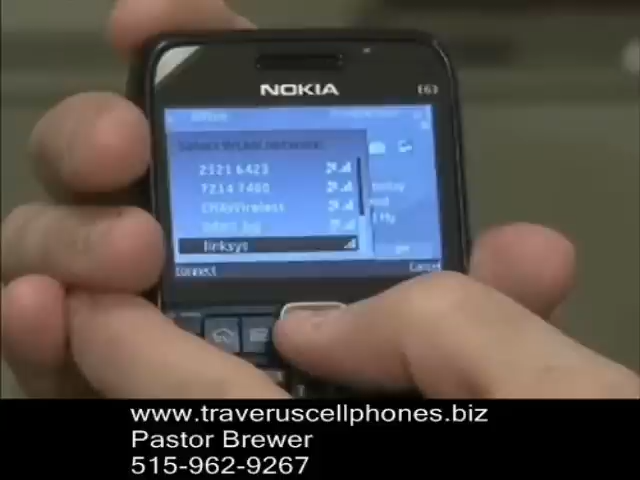 NOKIA
E63
Select WLAN network:
2321 6423
7214 7400
linksys
Connect
Cancel
www.traveruscellphones.biz
Pastor Brewer
515-962-9267